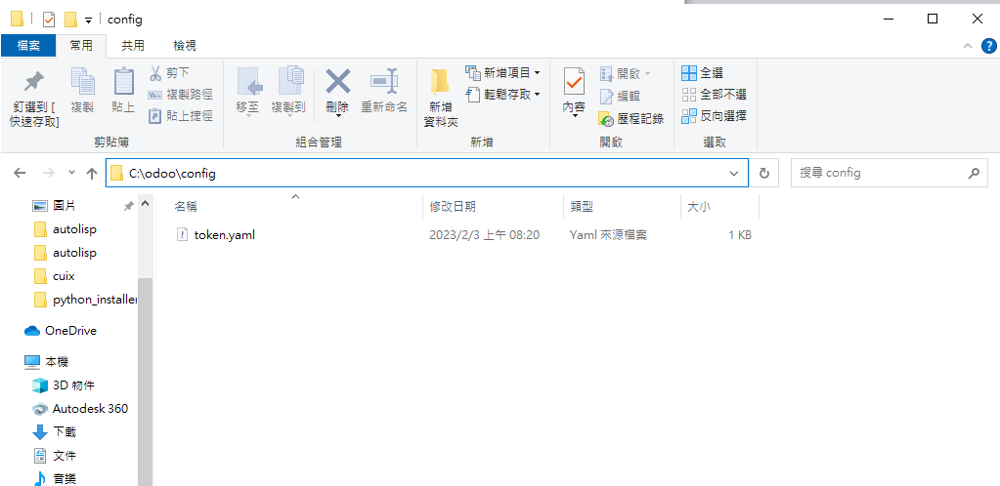 config
檔案
常用
共用
檢視
釘選到 [
快速存取]
複製
貼上
剪下
複製路徑
貼上捷徑
剪貼簿
移至
複製到
刪除
重新命名
組合管理
新增
資料夾
新增項目
輕鬆存取
新增
內容
開啟
編輯
歷程記錄
開啟
全選
全部不選
反向選擇
選取
C:\odoo\config
搜尋 config
圖片
autolisp
autolisp
cuix
python_installer
OneDrive
本機
3D 物件
Autodesk 360
下載
文件
音樂
名稱 修改日期 類型 大小
token.yaml 2023/2/3 上午 08:20 Yaml 來源檔案 1 KB